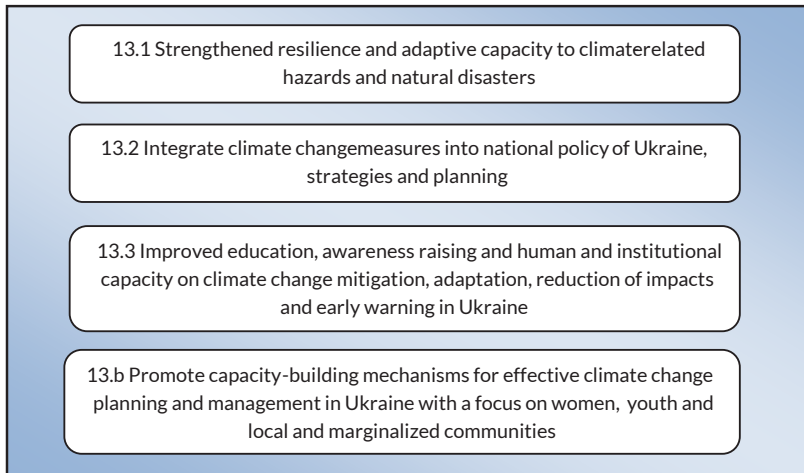 13.1 Strengthened resilience and adaptive capacity to climaterelated
hazards and natural disasters
13.2 Integrate climate changemeasures into national policy of Ukraine,
strategies and planning
13.3 Improved education, awareness raising and human and institutional
capacity on climate change mitigation, adaptation, reduction of impacts
and early warning in Ukraine
13.b Promote capacity-building mechanisms for effective climate change
planning and management in Ukraine with a focus on women, youth and
local and marginalized communities